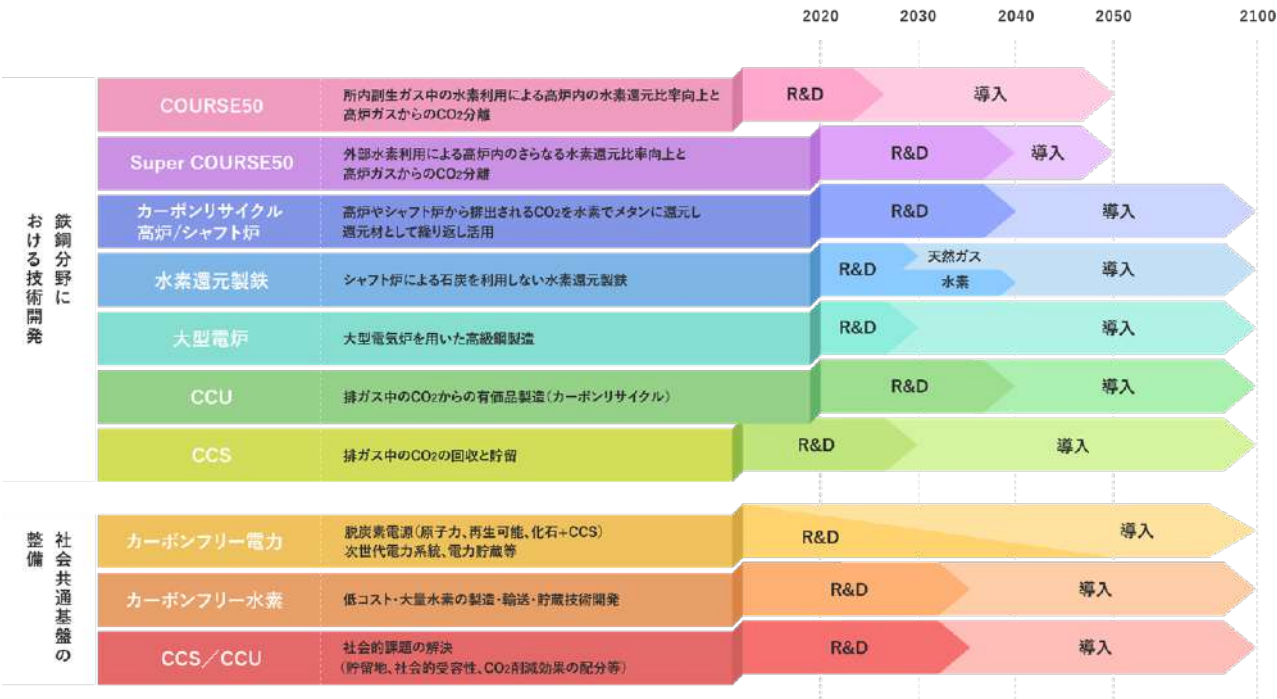 2020 2030 2040 2050 2100
鉄鋼分野に
おける技術開発
COURSE50
所内副生ガス中の水素利用による高炉内の水素還元比率向上と
高炉ガスからのCO2分離
R&D 導入
Super COURSE50
外部水素利用による高炉内のさらなる水素還元比率向上と
高炉ガスからのCO2分離
R&D 導入
カーボンリサイクル
高炉/シャフト炉
高炉やシャフト炉から排出されるCO2を水素でメタンに還元し
還元材として繰り返し活用
R&D 導入
水素還元製鉄
シャフト炉による石炭を利用しない水素還元製鉄
R&D
天然ガス
水素
導入
大型電炉
大型電気炉を用いた高級鋼製造
R&D 導入
CCU
排ガス中のCO2からの有価品製造(カーボンリサイクル)
R&D 導入
CCS
排ガス中のCO2の回収と貯留
R&D 導入
社会共通基盤の
整備
カーボンフリー電力
脱炭素電源(原子力、再生可能、化石+CCS)
次世代電力系統、電力貯蔵等
R&D 導入
カーボンフリー水素
低コスト・大量水素の製造・輸送・貯蔵技術開発
R&D 導入
CCS/CCU
社会的課題の解決
(貯留地、社会的受容性、CO2削減効果の配分等)
R&D 導入